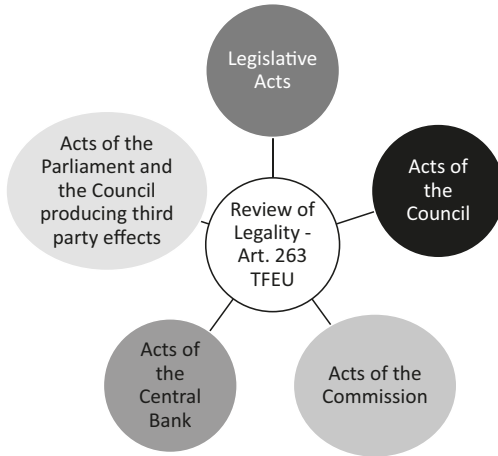 Legislative
Acts
Acts of the
Parliament and
the Council
producing third
party effects
Acts of
the
Council
Review of
Legality -
Art. 263
TFEU
Acts of
the
Central
Bank
Acts of the
Commission